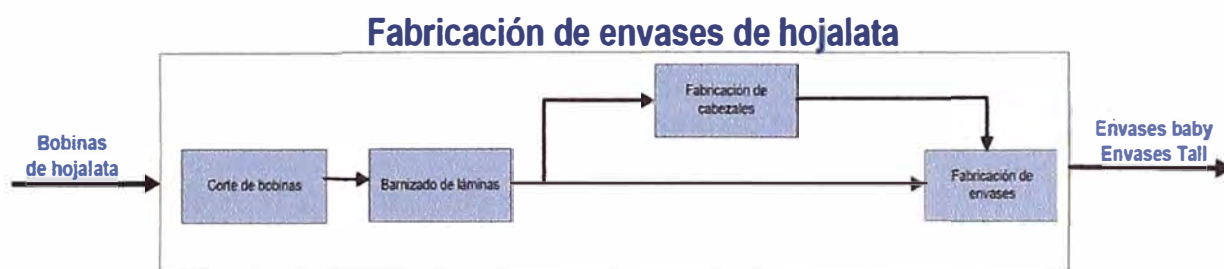 Fabricación de envases de hojalata
Bobinas
de hojalata
Corte de bobinas
Barnizado de láminas
Fabricación de
cabezales
Fabricación de
envases
Envases baby
Envases Tall